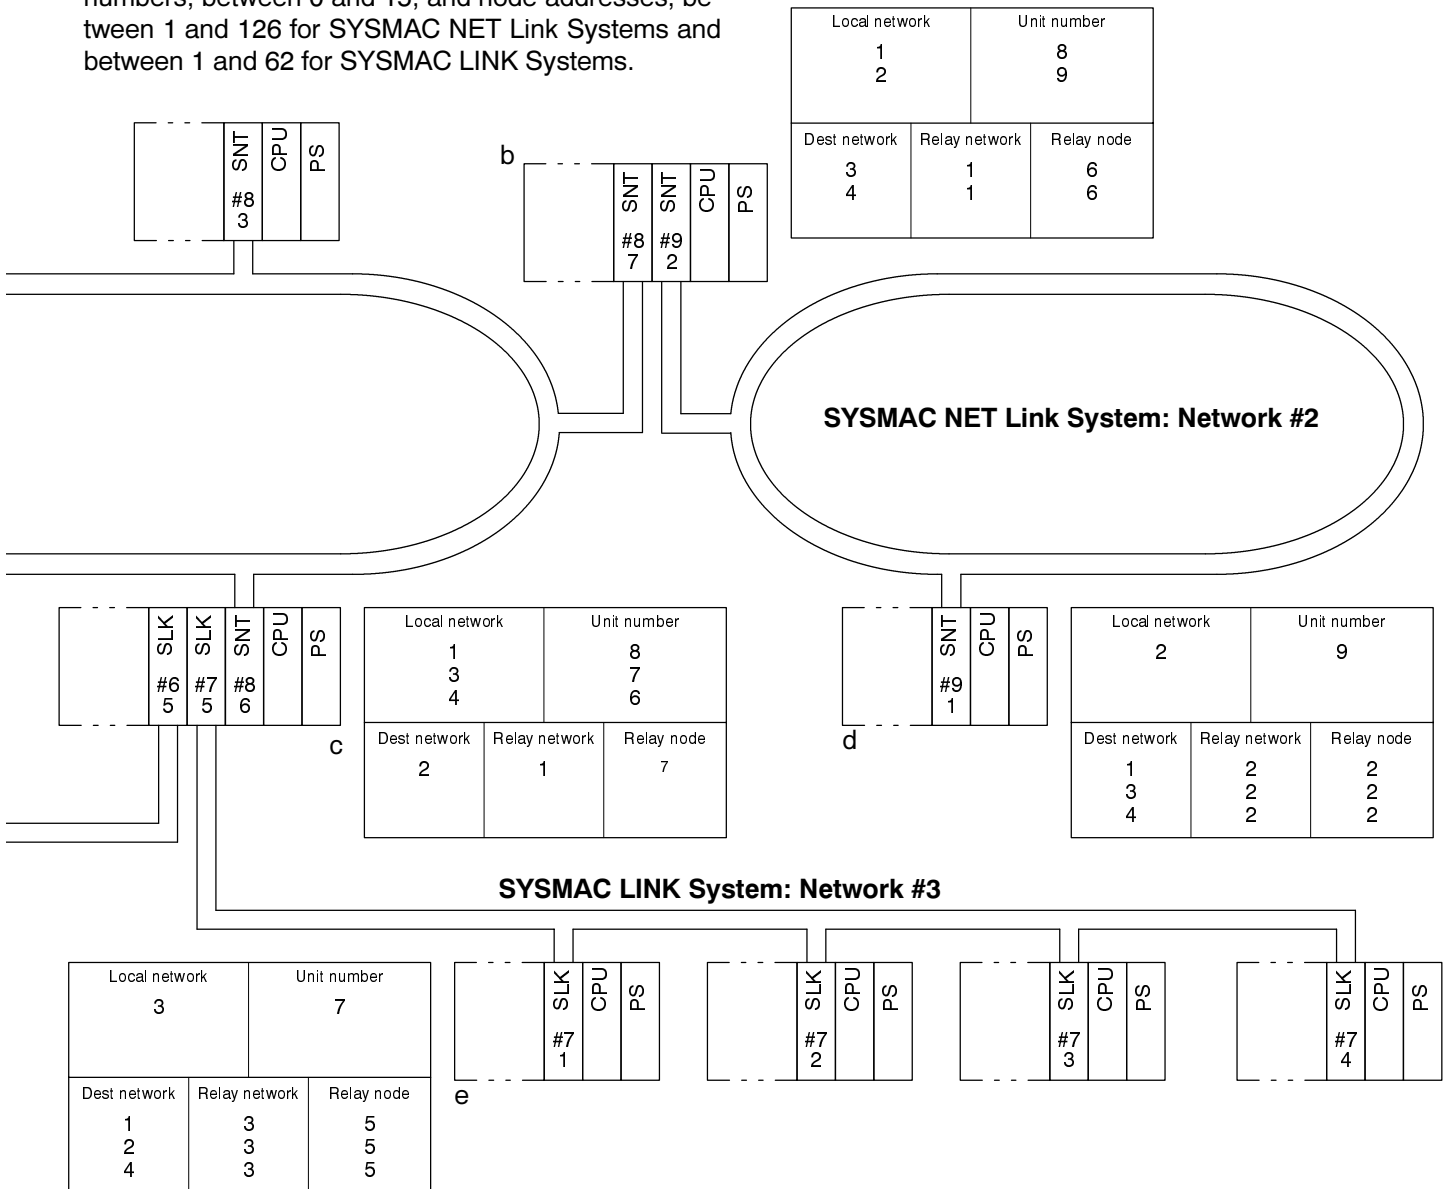 numbers, between 0 and 15, and node addresses, be-
tween 1 and 126 for SYSMAC NET Link Systems and
between 1 and 62 for SYSMAC LINK Systems.
Local network Unit number
1 8
2 9
Dest network Relay network Relay node
3 1 6
4 1 6
SNT CPU PS
#8
3
b
SNT SNT CPU PS
#8 #9
7 2
SYSMAC NET Link System: Network #2
SLK SLK SNT CPU PS
#6 #7 #8
5 5 6
c
Local network Unit number
1 8
3 7
4 6
Dest network Relay network Relay node
2 1 7
SNT CPU PS
#9
1
d
Local network Unit number
2 9
Dest network Relay network Relay node
1 2 2
3 2 2
4 2 2
SYSMAC LINK System: Network #3
Local network Unit number
3 7
Dest network Relay network Relay node
1 3 5
2 3 5
4 3 5
e
SLK CPU PS
#7
1
SLK CPU PS
#7
2
SLK CPU PS
#7
3
SLK CPU PS
#7
4